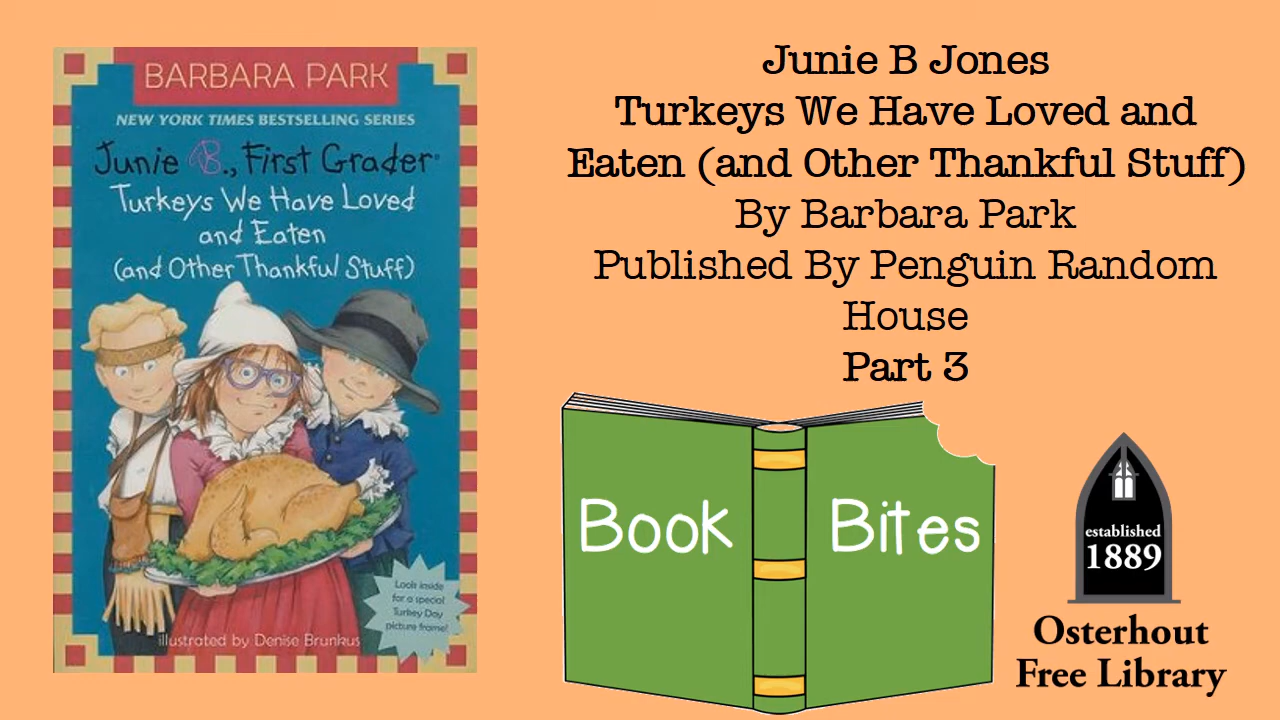 BARBARA PARK
NEW YORK TIMES BESTSELLING SERIES
Junie B., First Grader
Turkeys We Have Loved
and Eaten
(and Other Thankful Stuff)
Look inside
for a special
Turkey Day
picture frame!
illustrated by Denise Brunkus
Junie B Jones
Turkeys We Have Loved and
Eaten (and Other Thankful Stuff)
By Barbara Park
Published By Penguin Random
House
Part 3
Book
Bites
established
1889
Osterhout
Free Library